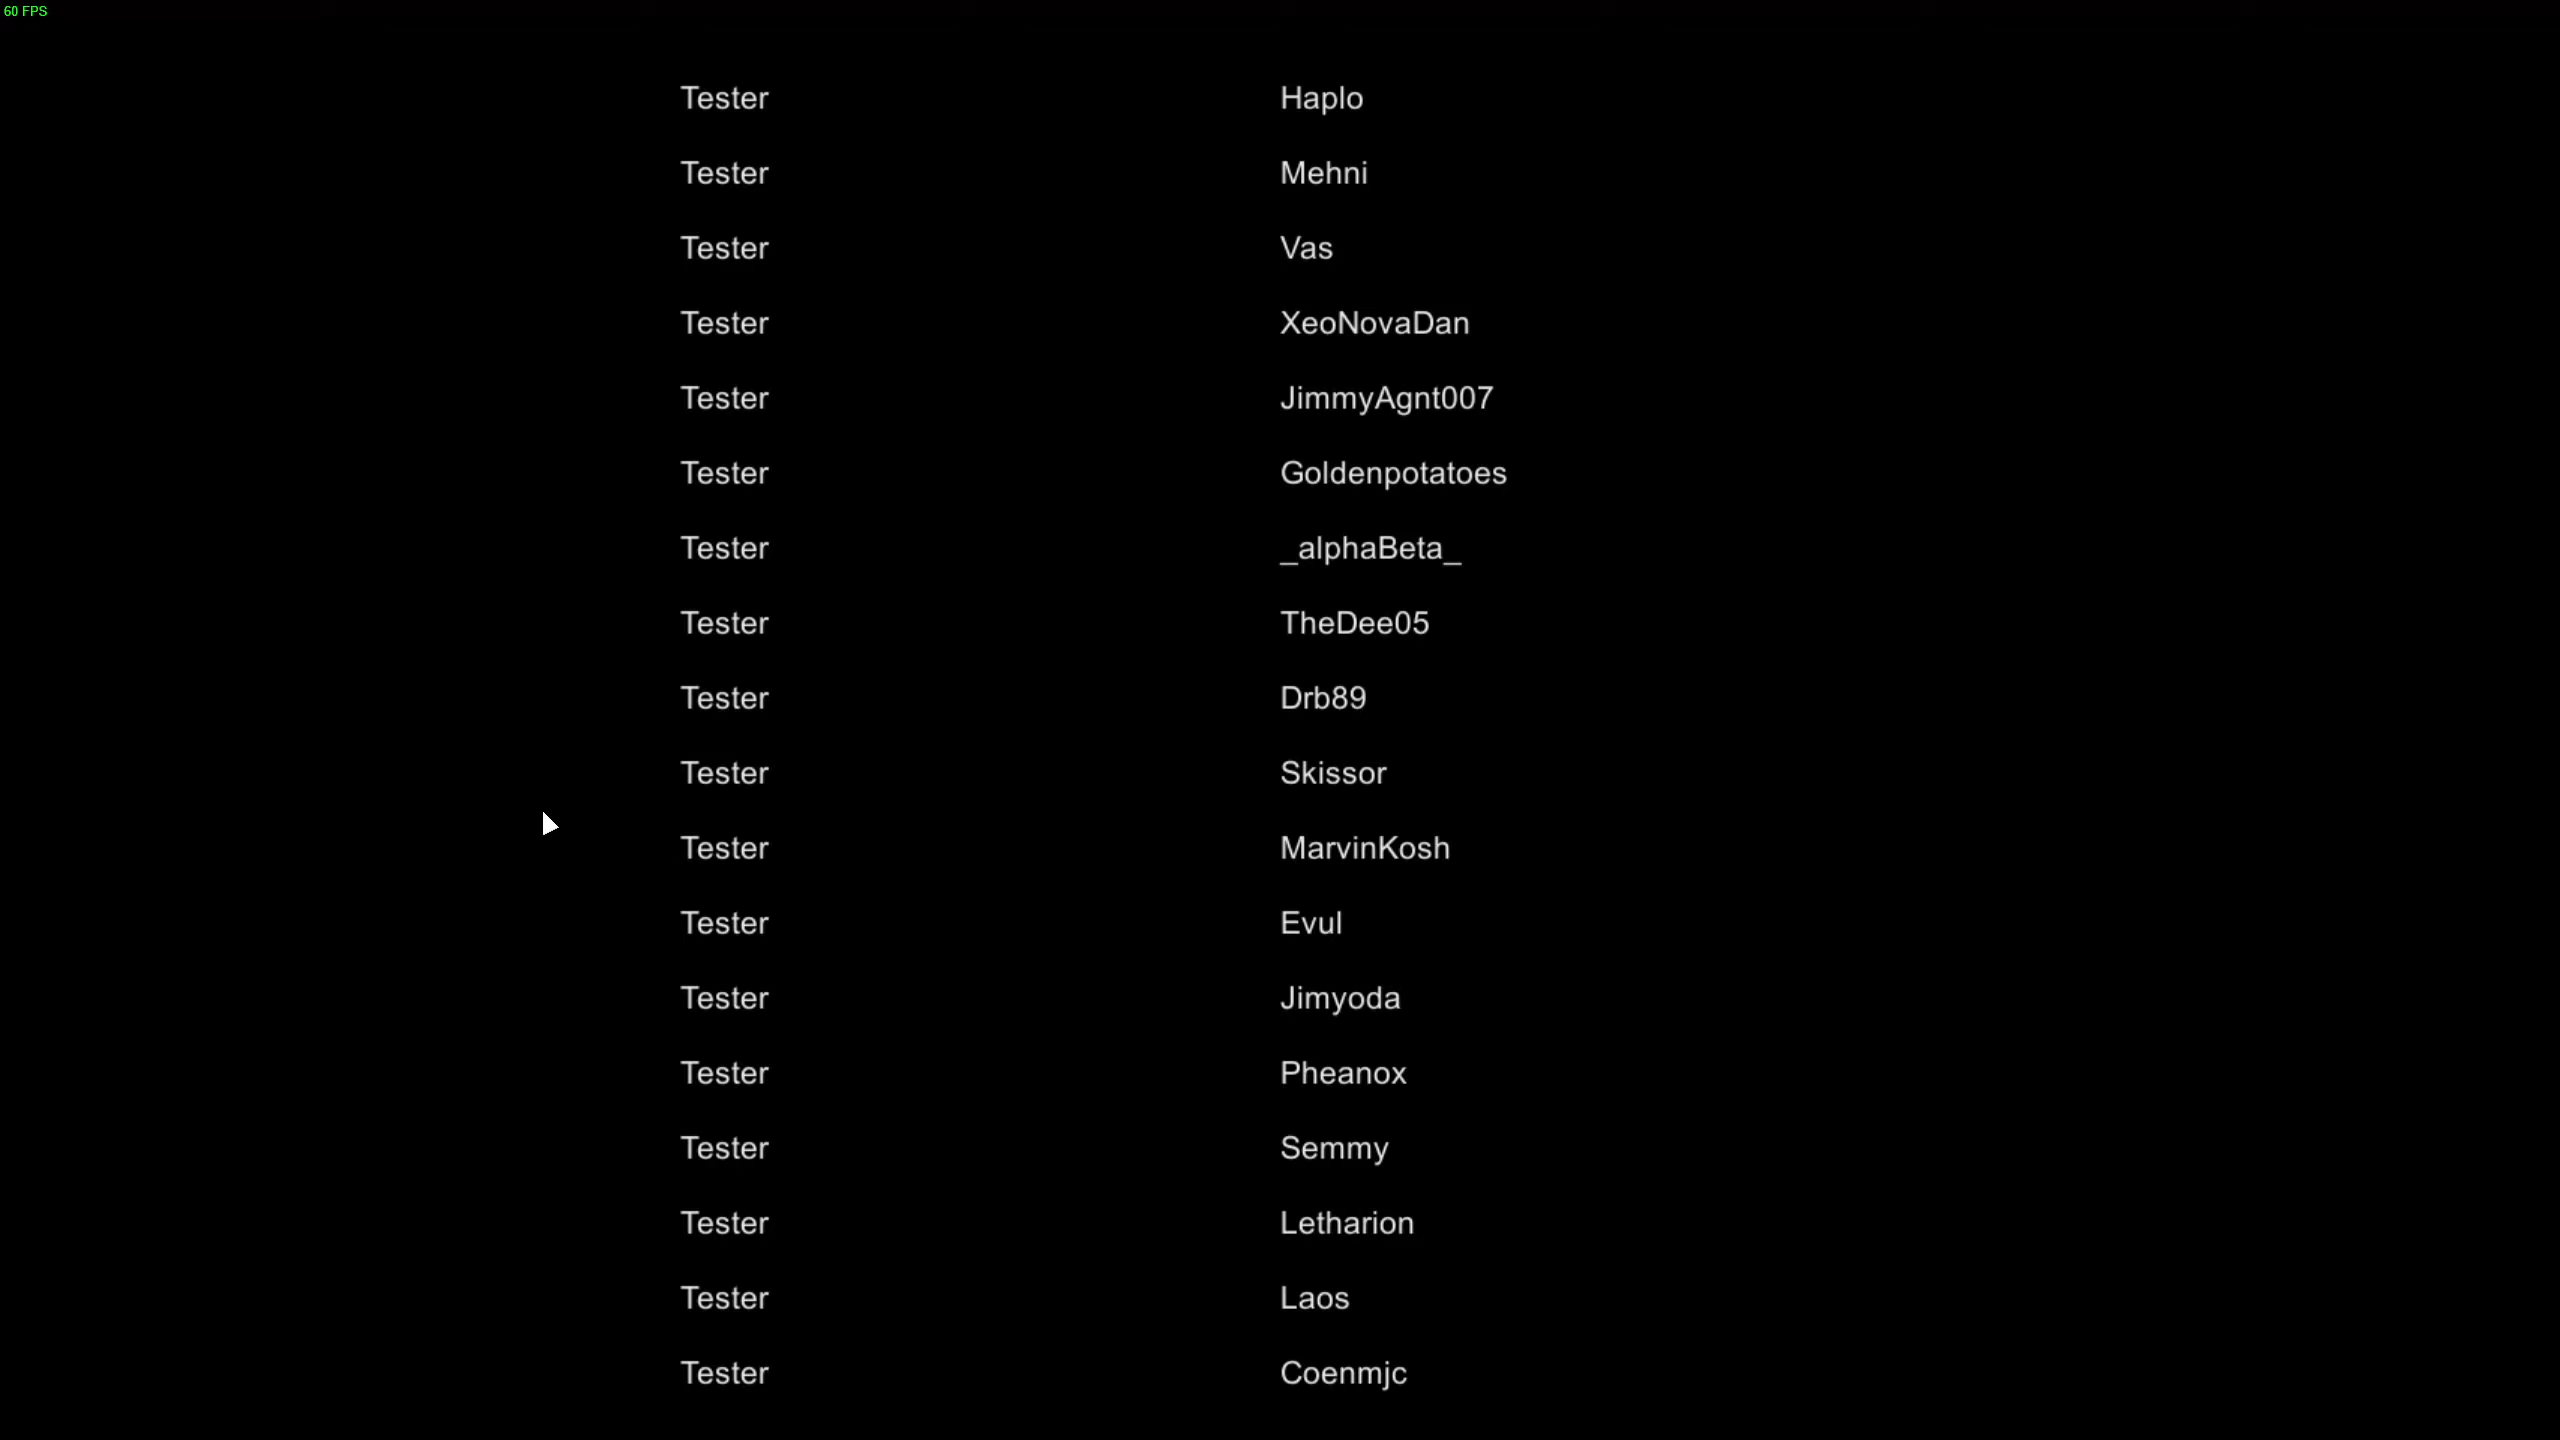 60 FPS
Tester Haplo
Tester Mehni
Tester Vas
Tester XeoNovaDan
Tester JimmyAgnt007
Tester Goldenpotatoes
Tester _alphaBeta_
Tester TheDee05
Tester Drb89
Tester Skissor
Tester MarvinKosh
Tester Evul
Tester Jimyoda
Tester Pheanox
Tester Semmy
Tester Letharion
Tester Laos
Tester Coenmjc